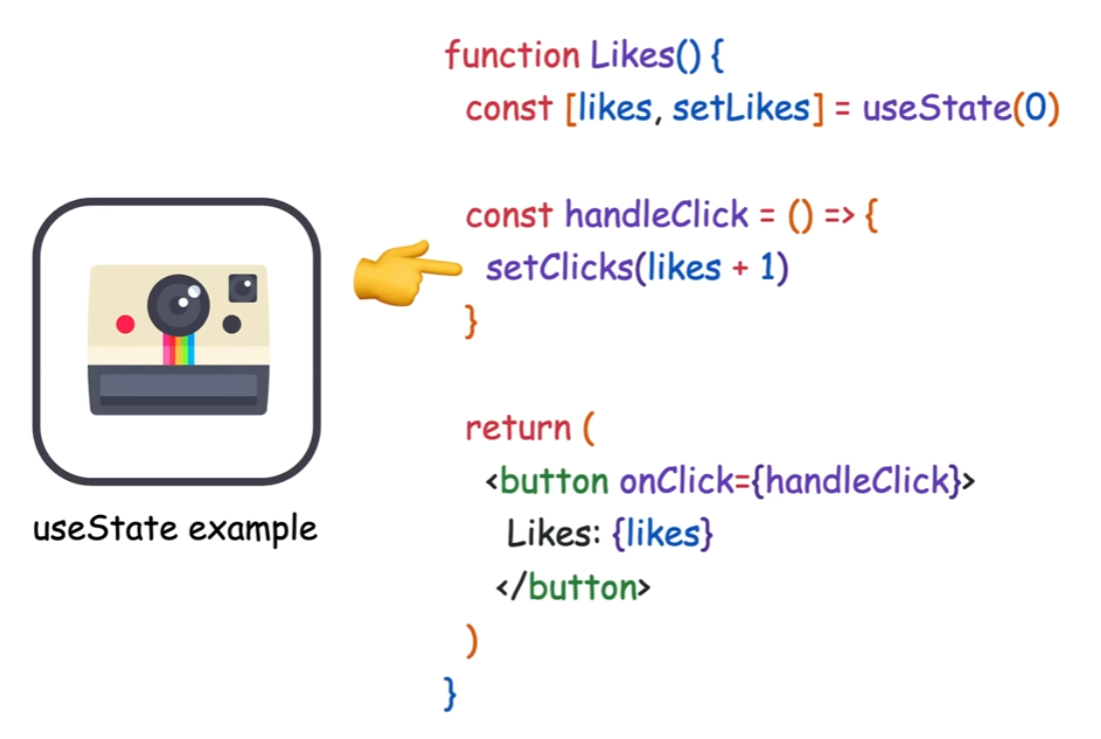 function Likes() {
const [likes, setLikes] = useState(0)
const handleClick = () => {
setClicks(likes + 1)
}
return (
<button onClick={handleClick}>
Likes: {likes}
</button>
)
}
useState example